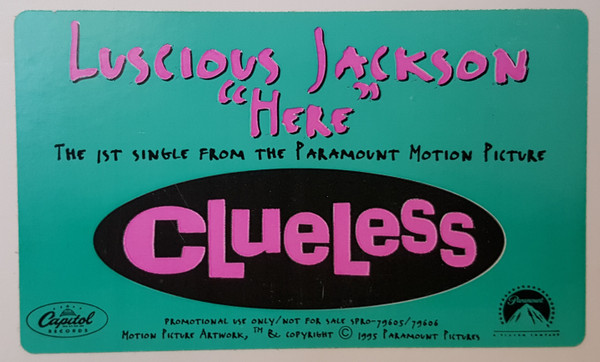 Luscious Jackson
"Here"
The 1st single from the Paramount Motion Picture
CLUELESS
Capitol
RECORDS
Paramount
Promotional use only/not for sale SPRO-79605/79606
Motion Picture Artwork, ™ & copyright © 1995 Paramount Pictures